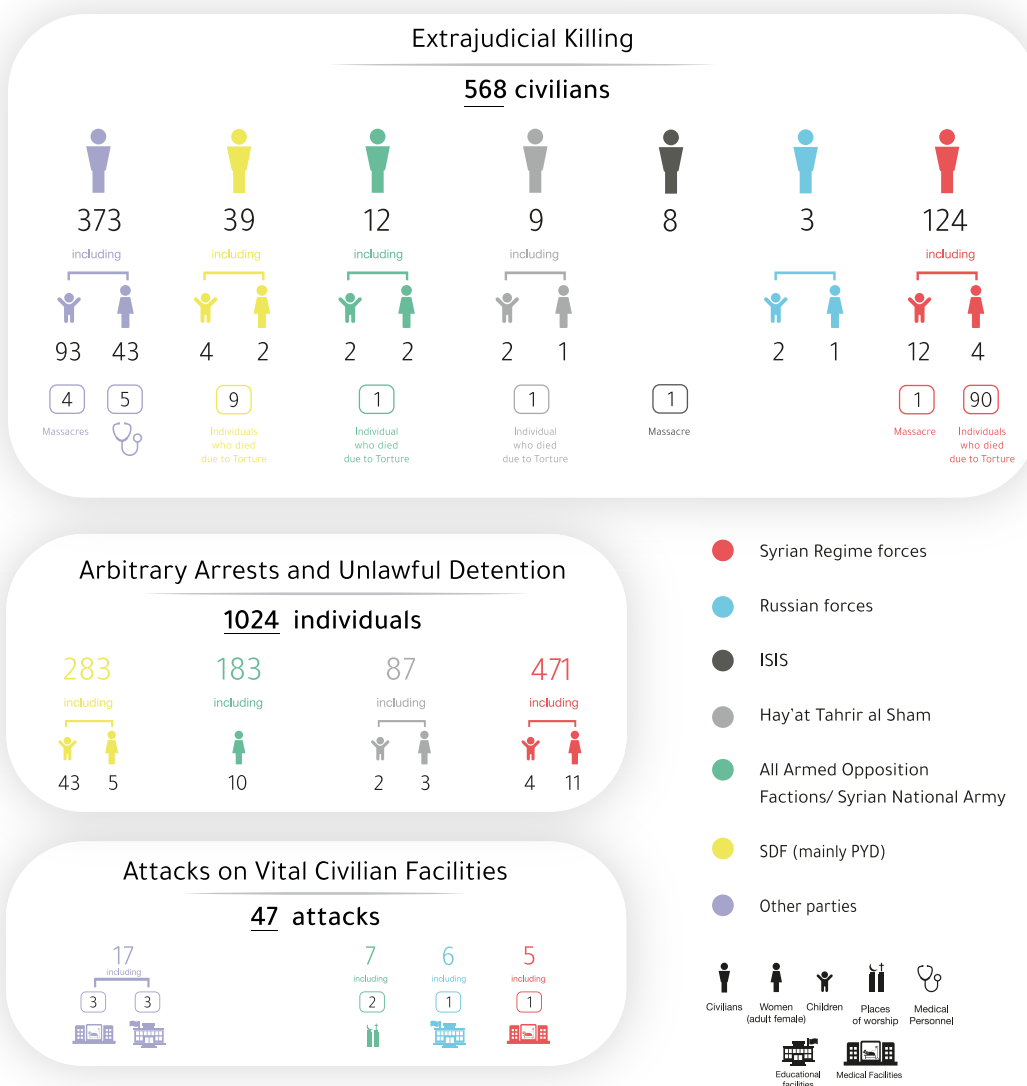 Extrajudicial Killing
568 civilians
373 39 12 9 8 3 124
including including including including including
93 43 4 2 2 2 2 1 2 1 12 4
4 5 9 1 1 1 1 90
Massacres Individuals Individual Individual Massacre Massacre Individuals
who died who died who died who died
due to Torture due to Torture due to Torture due to Torture
Arbitrary Arrests and Unlawful Detention
1024 individuals
283 183 87 471
including including including including
43 5 10 2 3 4 11
Attacks on Vital Civilian Facilities
47 attacks
17 7 6 5
including including including including
3 3 2 1 1
Syrian Regime forces
Russian forces
ISIS
Hay'at Tahrir al Sham
All Armed Opposition
Factions/ Syrian National Army
SDF (mainly PYD)
Other parties
Civilians Women Children Places Medical
(adult female) of worship Personnel
Educational Medical Facilities
facilities